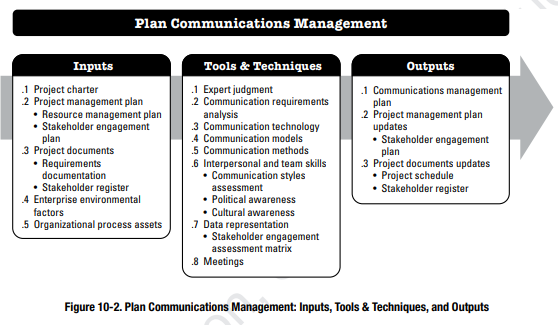 Plan Communications Management
Inputs
.1 Project charter
.2 Project management plan
• Resource management plan
• Stakeholder engagement
plan
.3 Project documents
• Requirements
documentation
• Stakeholder register
.4 Enterprise environmental
factors
.5 Organizational process assets
Tools & Techniques
.1 Expert judgment
.2 Communication requirements
analysis
.3 Communication technology
.4 Communication models
.5 Communication methods
.6 Interpersonal and team skills
• Communication styles
assessment
• Political awareness
• Cultural awareness
.7 Data representation
• Stakeholder engagement
assessment matrix
.8 Meetings
Outputs
.1 Communications management
plan
.2 Project management plan
updates
• Stakeholder engagement
plan
.3 Project documents updates
• Project schedule
• Stakeholder register
Figure 10-2. Plan Communications Management: Inputs, Tools & Techniques, and Outputs